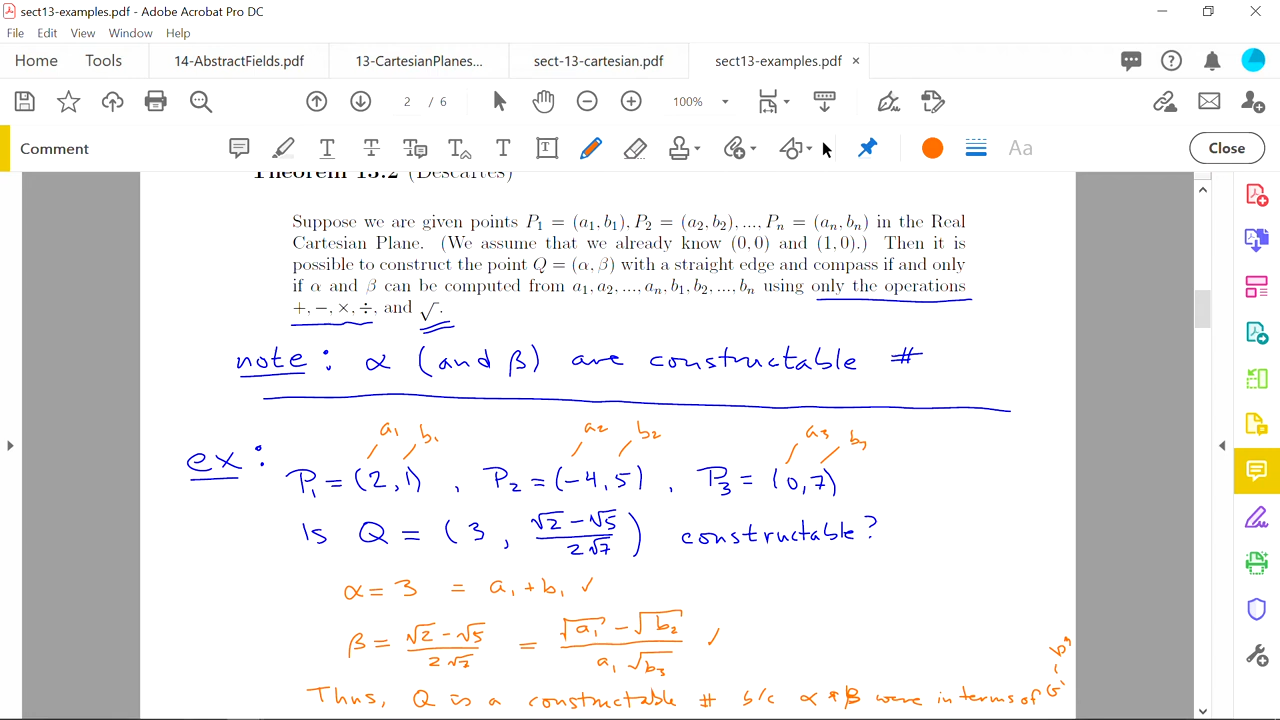 sect13-examples.pdf - Adobe Acrobat Pro DC
File Edit View Window Help
Home Tools 14-AbstractFields.pdf 13-CartesianPlanes... sect-13-cartesian.pdf sect13-examples.pdf ×
2 / 6 100%
Comment Aa Close
Theorem 13.2 (Descartes)
Suppose we are given points P₁ = (a₁, b₁), P₂ = (a₂, b₂), ..., Pₙ = (aₙ, bₙ) in the Real
Cartesian Plane. (We assume that we already know (0, 0) and (1, 0).) Then it is
possible to construct the point Q = (α, β) with a straight edge and compass if and only
if α and β can be computed from a₁, a₂, ..., aₙ, b₁, b₂, ..., bₙ using only the operations
+, −, ×, ÷, and √.
note: α (and β) are constructable #
a₁ b₁ a₂ b₂ a₃ b₃
ex: P₁ = (2, 1), P₂ = (-4, 5), P₃ = (0, 7)
Is Q = (3, (√2 − √5)/(2√7)) constructable?
α = 3 = a₁ + b₁ ✓
β = (√2 − √5)/(2√7) = (√a₁ − √b₂)/(a₁√b₃) ✓
Thus, Q is a constructable # b/c α + β were in terms of